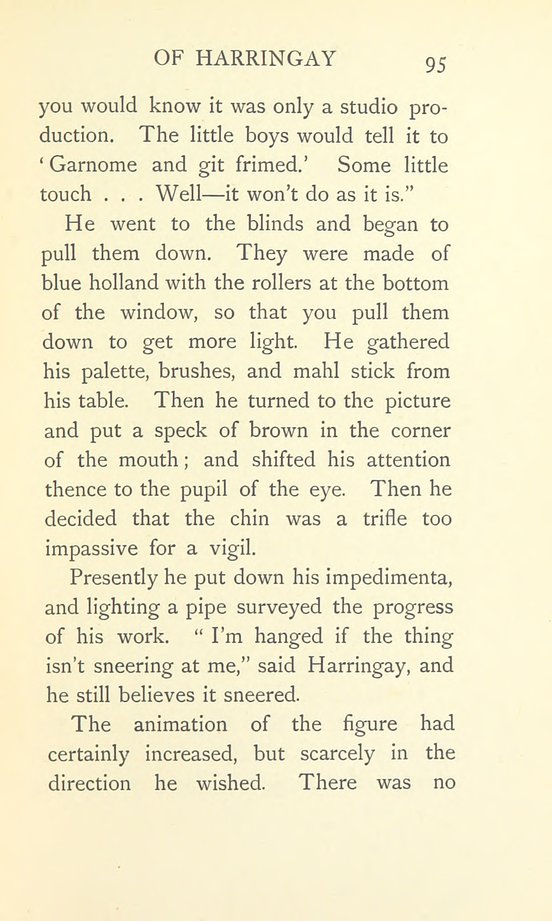 OF HARRINGAY 95
you would know it was only a studio pro-
duction. The little boys would tell it to
‘Garnome and git frimed.’ Some little
touch . . . Well—it won’t do as it is.”
He went to the blinds and began to
pull them down. They were made of
blue holland with the rollers at the bottom
of the window, so that you pull them
down to get more light. He gathered
his palette, brushes, and mahl stick from
his table. Then he turned to the picture
and put a speck of brown in the corner
of the mouth; and shifted his attention
thence to the pupil of the eye. Then he
decided that the chin was a trifle too
impassive for a vigil.
Presently he put down his impedimenta,
and lighting a pipe surveyed the progress
of his work. “I’m hanged if the thing
isn’t sneering at me,” said Harringay, and
he still believes it sneered.
The animation of the figure had
certainly increased, but scarcely in the
direction he wished. There was no